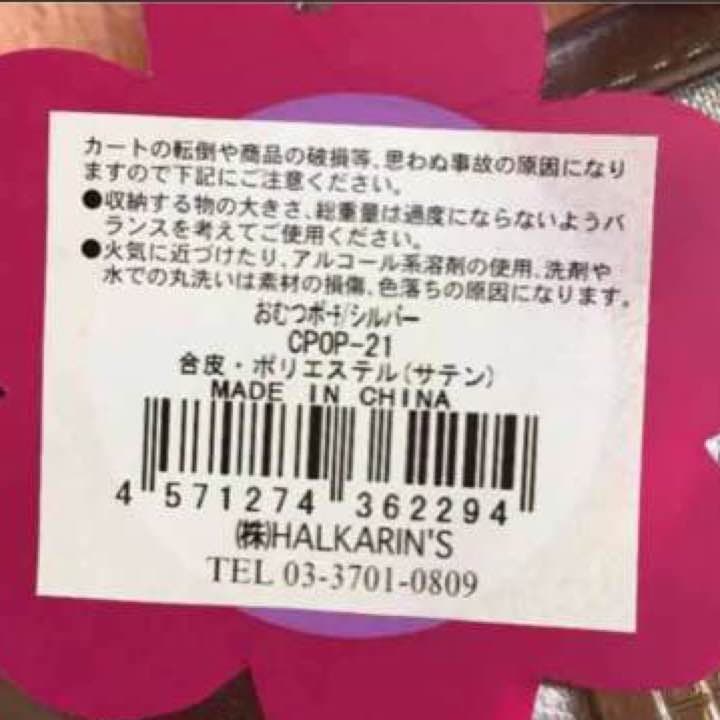 カートの転倒や商品の破損等、思わぬ事故の原因になり
ますので下記にご注意ください。
●収納する物の大きさ、総重量は過度にならないようバ
ランスを考えてご使用ください。
●火気に近づけたり、アルコール系溶剤の使用、洗剤や
水での丸洗いは素材の損傷、色落ちの原因になります。
おむつポーチ/シルバー
CPOP-21
合皮・ポリエステル(サテン)
MADE IN CHINA
4 571274 362294
㈱HALKARIN'S
TEL 03-3701-0809